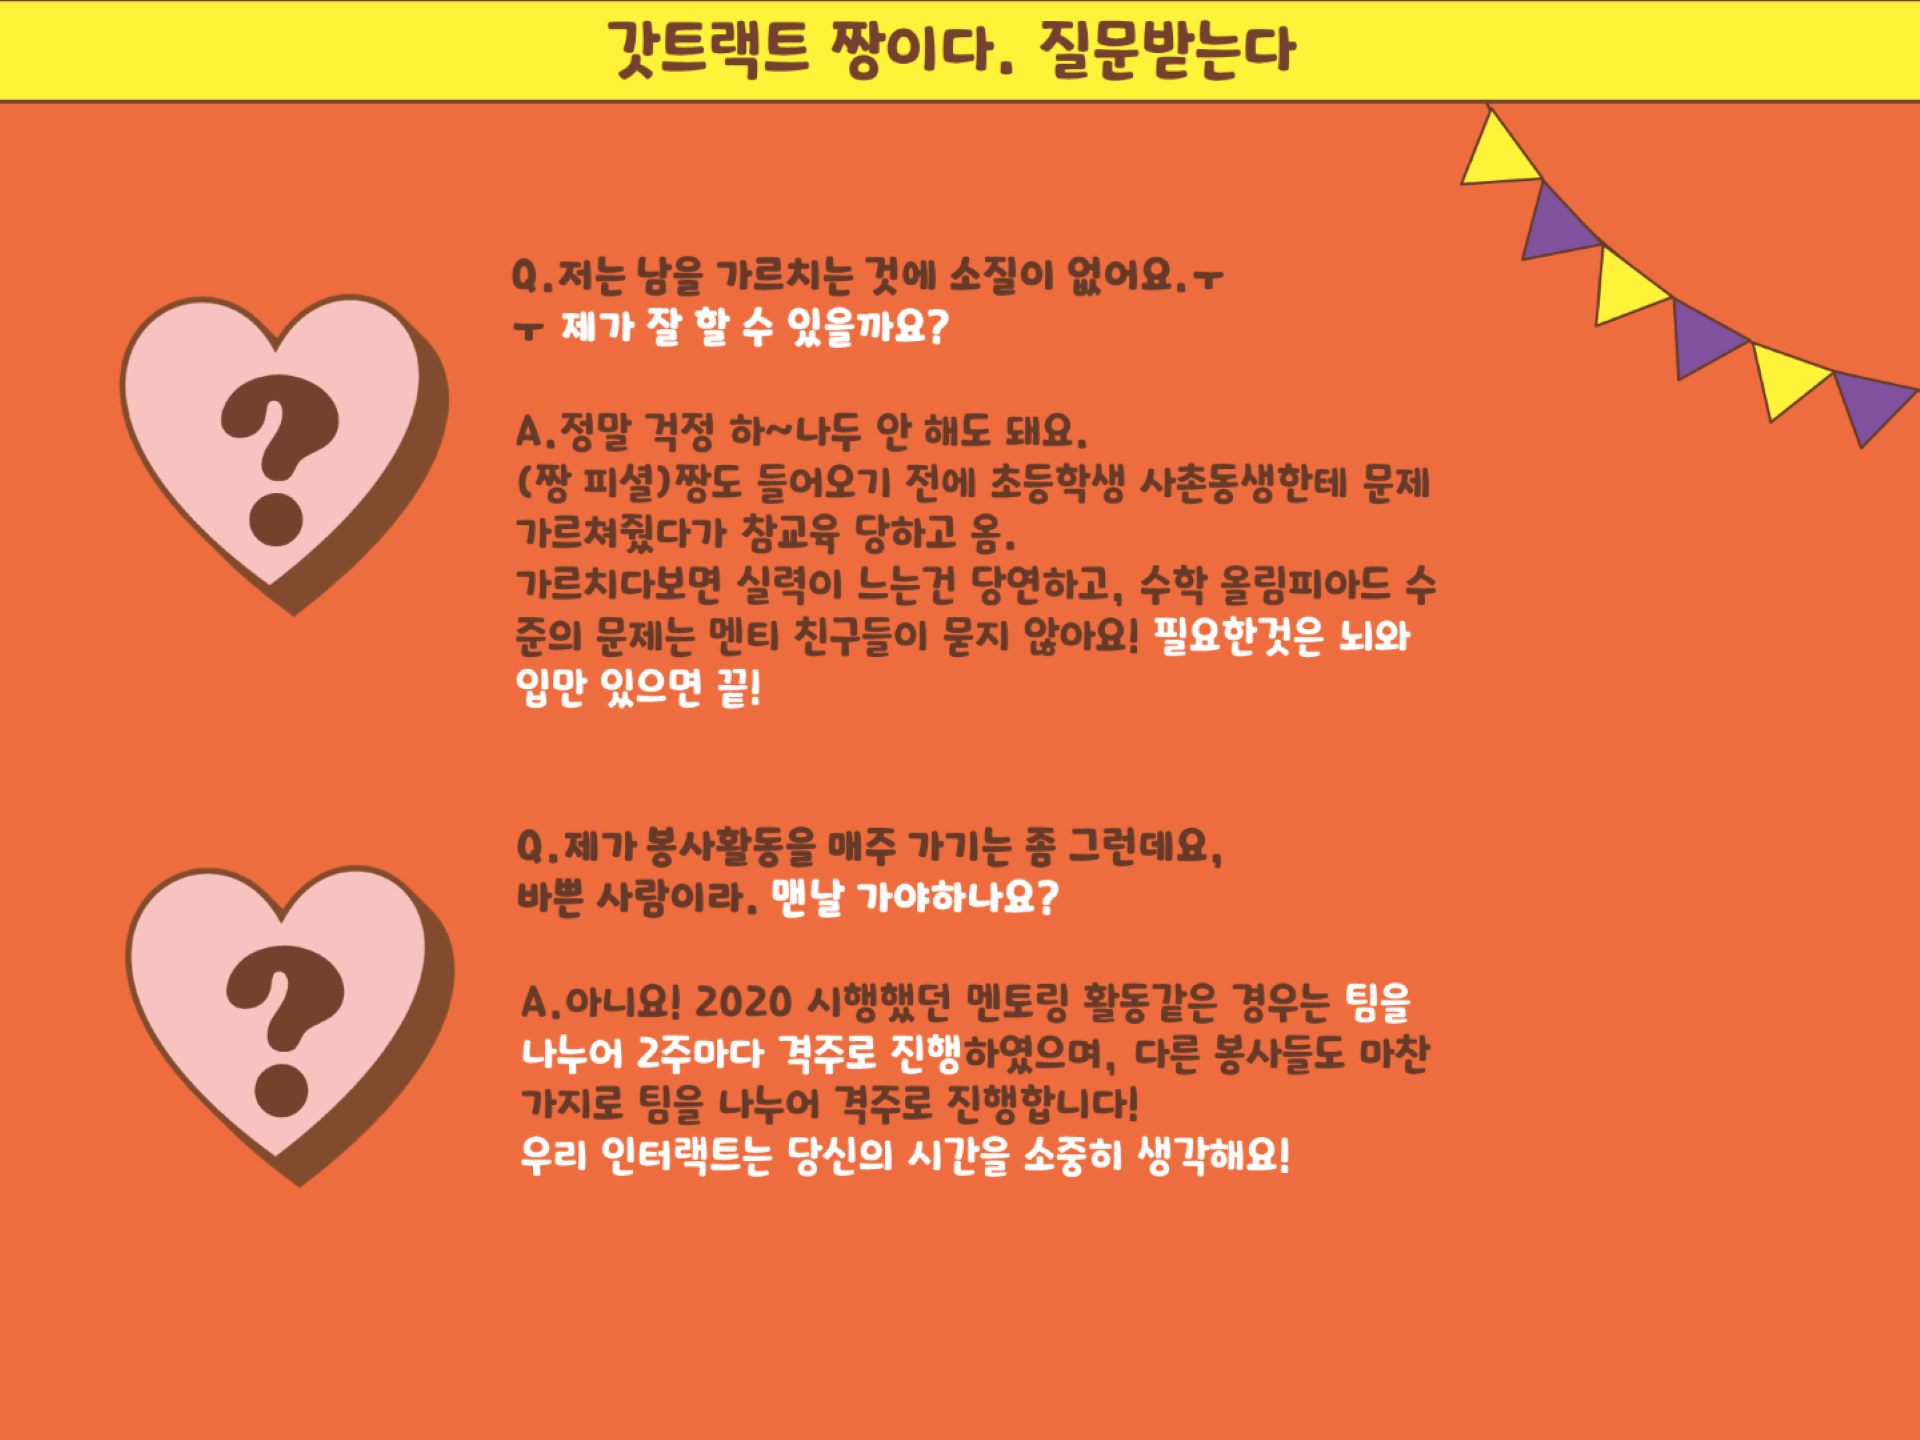 갓트랙트 짱이다. 질문받는다
Q.저는 남을 가르치는 것에 소질이 없어요.ㅜ
ㅜ 제가 잘 할 수 있을까요?
A.정말 걱정 하~나두 안 해도 돼요.
(짱 피셜)짱도 들어오기 전에 초등학생 사촌동생한테 문제
가르쳐줬다가 참교육 당하고 옴.
가르치다보면 실력이 느는건 당연하고, 수학 올림피아드 수
준의 문제는 멘티 친구들이 묻지 않아요! 필요한것은 뇌와
입만 있으면 끝!
Q.제가 봉사활동을 매주 가기는 좀 그런데요,
바쁜 사람이라. 맨날 가야하나요?
A.아니요! 2020 시행했던 멘토링 활동같은 경우는 팀을
나누어 2주마다 격주로 진행하였으며, 다른 봉사들도 마찬
가지로 팀을 나누어 격주로 진행합니다!
우리 인터랙트는 당신의 시간을 소중히 생각해요!